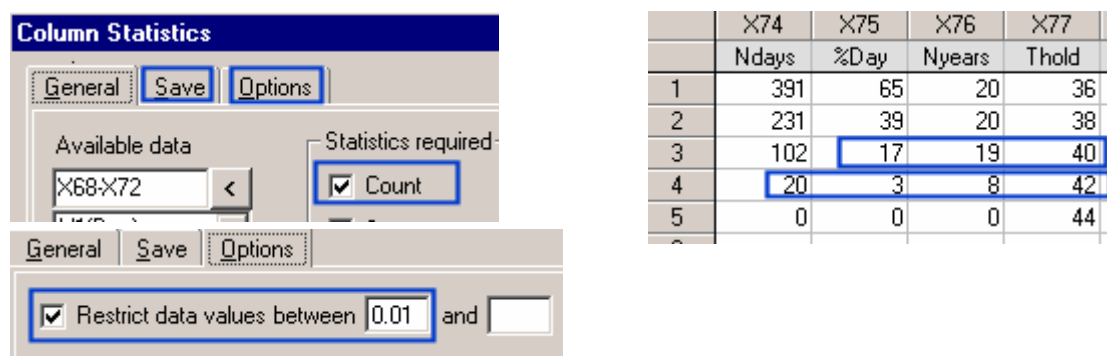 Column Statistics
General Save Options
Available data
Statistics required
X68-X72 <
Count
General Save Options
Restrict data values between 0.01 and
X74 X75 X76 X77
Ndays %Day Nyears Thold
1 391 65 20 36
2 231 39 20 38
3 102 17 19 40
4 20 3 8 42
5 0 0 0 44